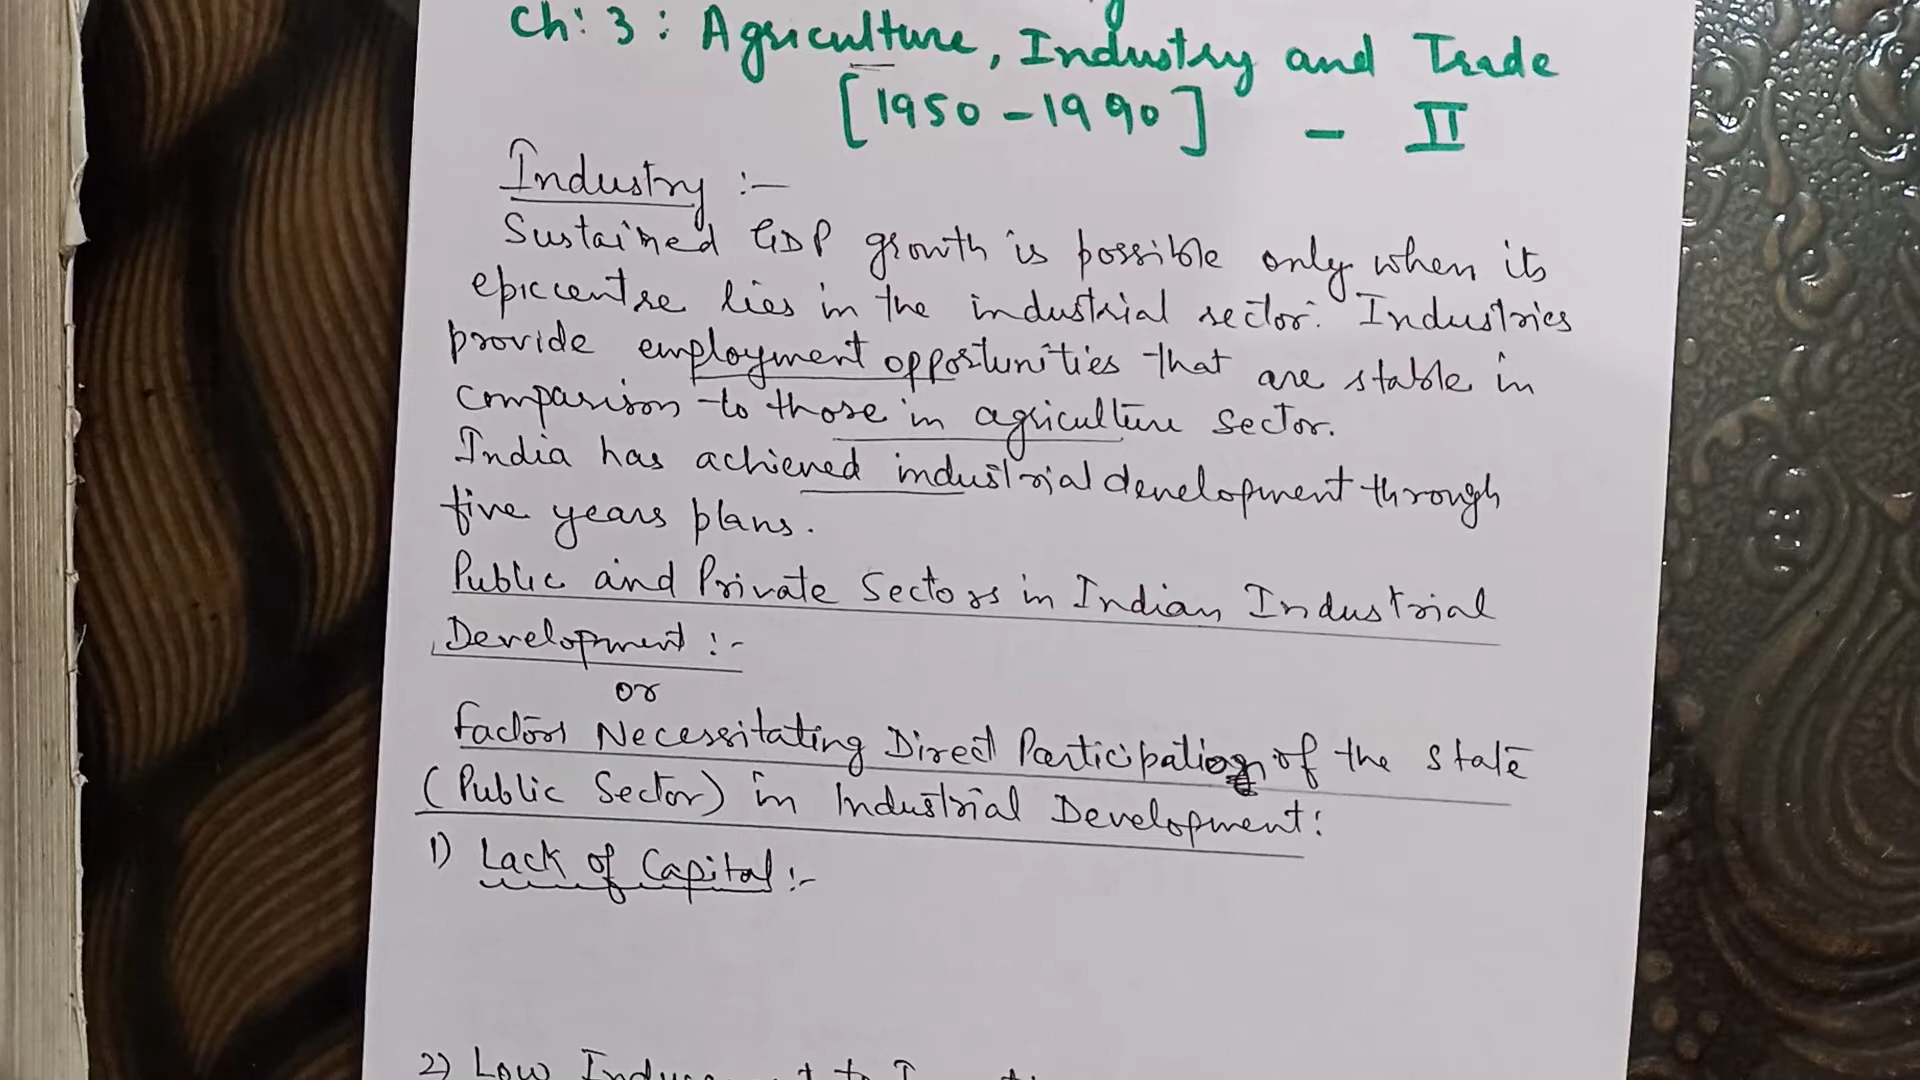 Ch: 3: Agriculture, Industry and Trade
[1950-1990] - II
Industry :-
Sustained GDP growth is possible only when its
epiccentre lies in the industrial sector. Industries
provide employment opportunities that are stable in
comparison to those in agriculture sector.
India has achieved industrial development through
five years plans.
Public and Private Sectors in Indian Industrial
Development :-
or
Factors Necessitating Direct Participation of the state
(Public Sector) in Industrial Development:
1) Lack of Capital :-
2) Low